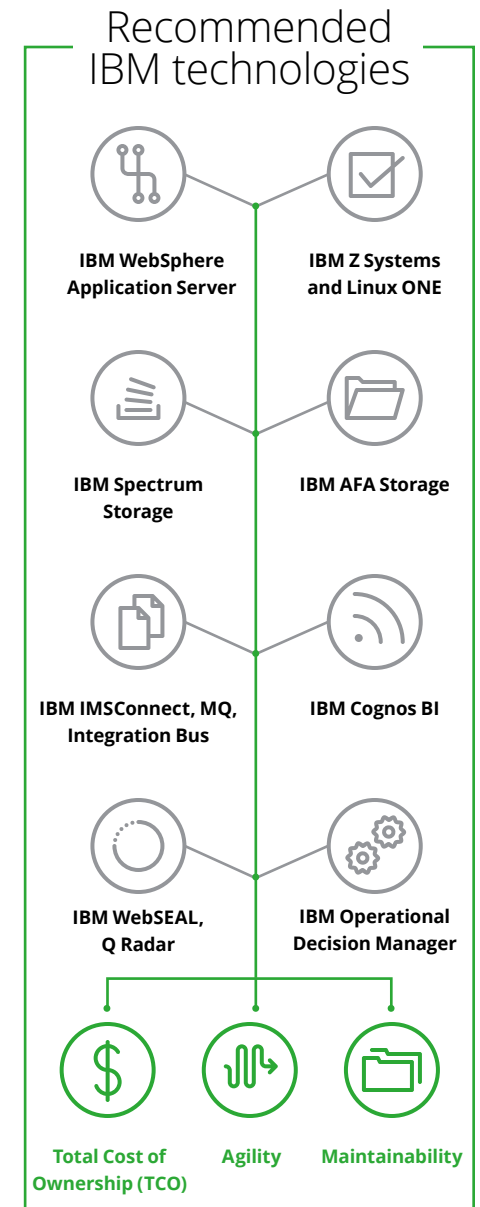 Recommended
IBM technologies
IBM WebSphere
Application Server
IBM Z Systems
and Linux ONE
IBM Spectrum
Storage
IBM AFA Storage
IBM IMSConnect, MQ,
Integration Bus
IBM Cognos BI
IBM WebSEAL,
Q Radar
IBM Operational
Decision Manager
$
Total Cost of
Ownership (TCO)
Agility
Maintainability